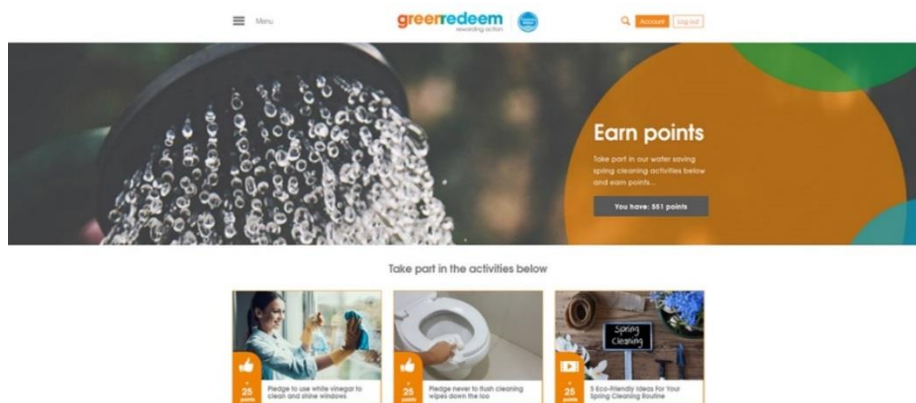 Menu
greenredeem
rewarding action
Account
Log out
Earn points
Take part in our water saving
spring cleaning activities below
and earn points...
You have: 551 points
Take part in the activities below
+
25
points
Pledge to use white vinegar to
clean and shine windows
+
25
points
Pledge never to flush cleaning
wipes down the loo
Spring
Cleaning
+
25
points
5 Eco-Friendly Ideas For Your
Spring Cleaning Routine